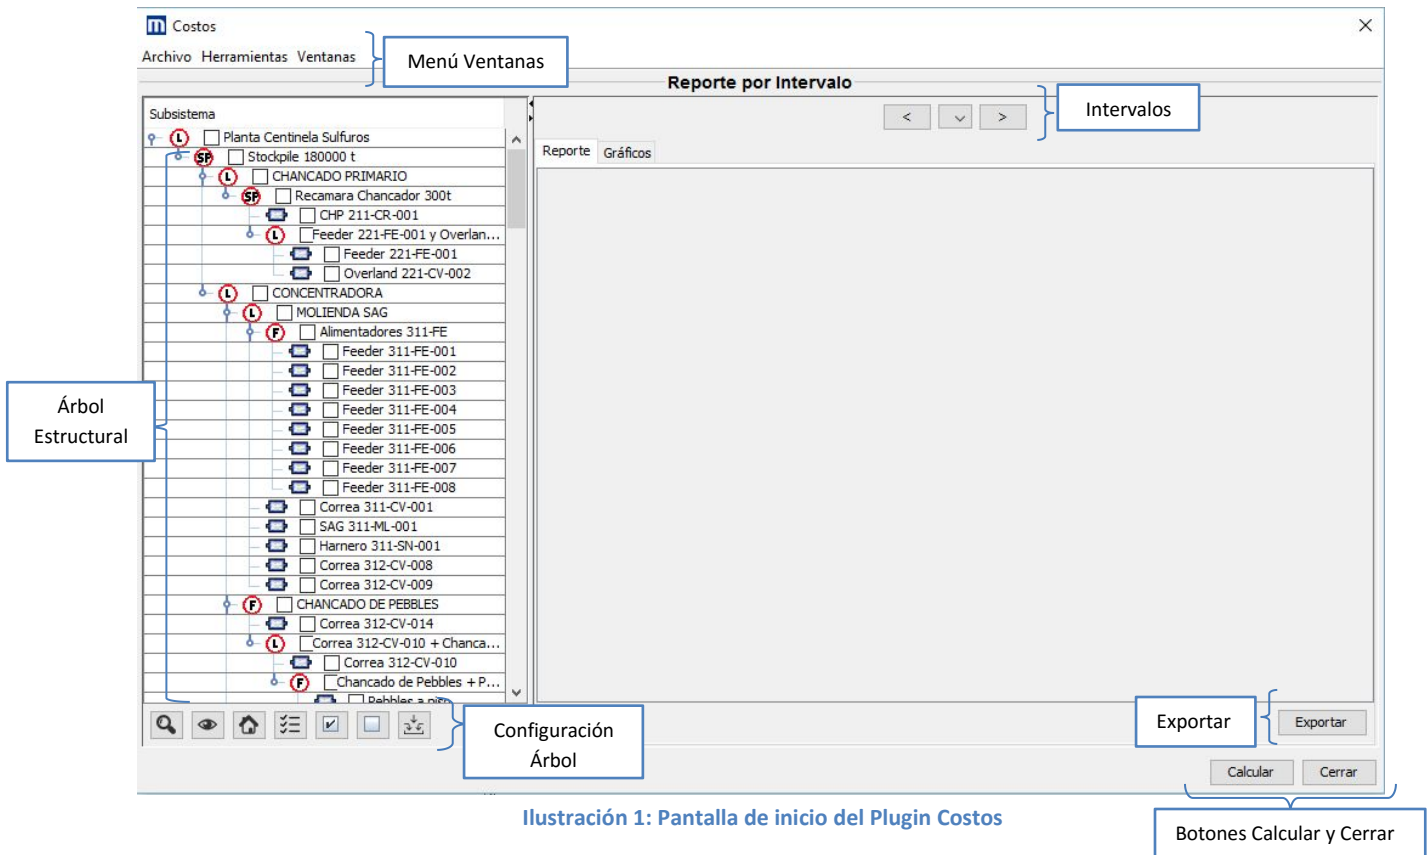 Costos
Archivo Herramientas Ventanas
Menú Ventanas
Reporte por Intervalo
Subsistema
< >
Intervalos
Reporte Gráficos
L Planta Centinela Sulfuros
SP Stockpile 180000 t
L CHANCADO PRIMARIO
SP Recamara Chancador 300t
CHP 211-CR-001
L Feeder 221-FE-001 y Overlan...
Feeder 221-FE-001
Overland 221-CV-002
L CONCENTRADORA
L MOLIENDA SAG
F Alimentadores 311-FE
Feeder 311-FE-001
Feeder 311-FE-002
Feeder 311-FE-003
Feeder 311-FE-004
Feeder 311-FE-005
Feeder 311-FE-006
Feeder 311-FE-007
Feeder 311-FE-008
Correa 311-CV-001
SAG 311-ML-001
Harnero 311-SN-001
Correa 312-CV-008
Correa 312-CV-009
F CHANCADO DE PEBBLES
Correa 312-CV-014
L Correa 312-CV-010 + Chanca...
Correa 312-CV-010
F Chancado de Pebbles + P...
Pebbles a piso
Árbol
Estructural
Configuración
Árbol
Exportar
Exportar
Calcular Cerrar
Ilustración 1: Pantalla de inicio del Plugin Costos
Botones Calcular y Cerrar